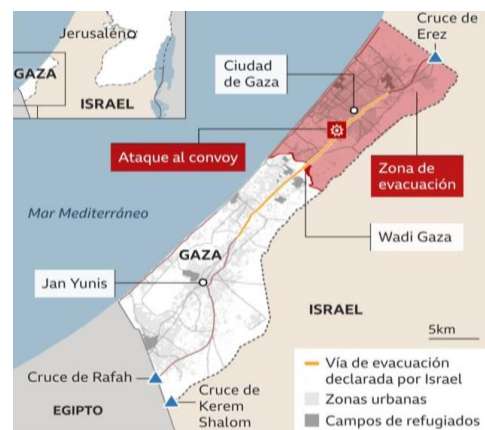 Jerusalén
GAZA
ISRAEL
Cruce de
Erez
Ciudad
de Gaza
Ataque al convoy
Zona de
evacuación
Mar Mediterráneo
Wadi Gaza
GAZA
Jan Yunis
ISRAEL
5km
Cruce de Rafah
Cruce de
Kerem
Shalom
EGIPTO
Vía de evacuación
declarada por Israel
Zonas urbanas
Campos de refugiados